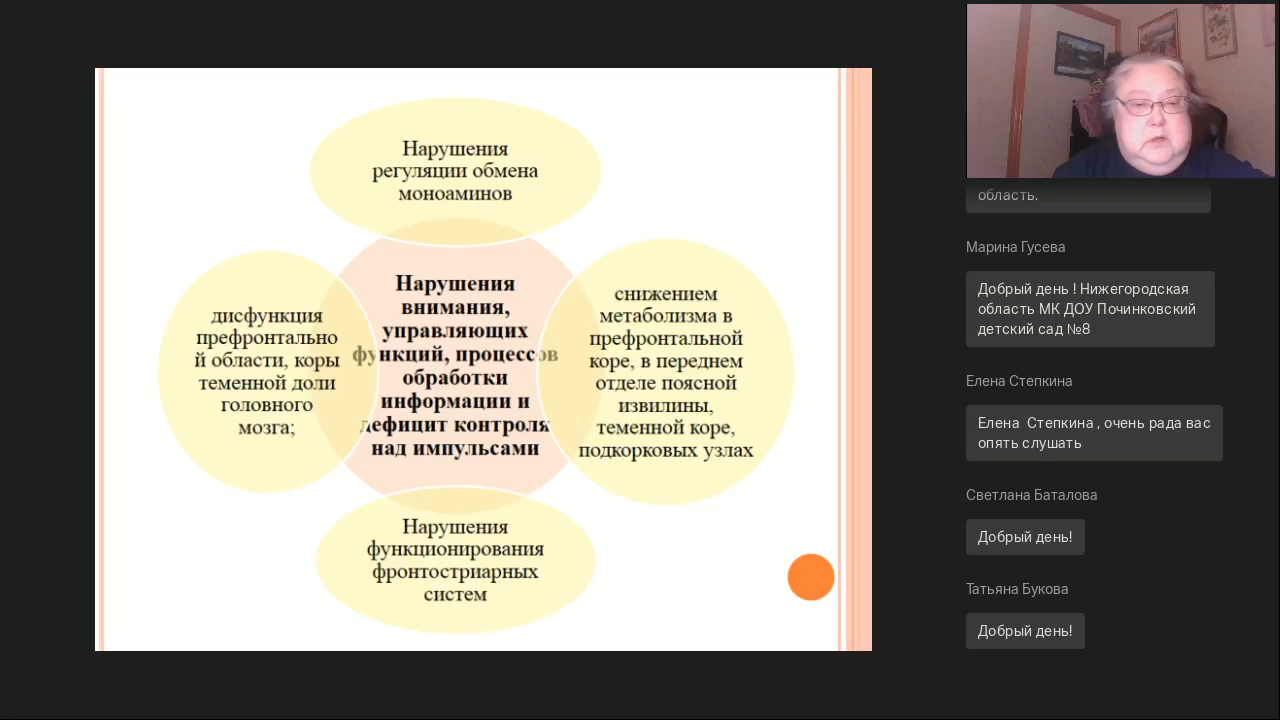 Нарушения
регуляции обмена
моноаминов
дисфункция
префронтально
й области, коры
теменной доли
головного
мозга;
Нарушения
внимания,
управляющих
функций, процессов
обработки
информации и
дефицит контроля
над импульсами
снижением
метаболизма в
префронтальной
коре, в переднем
отделе поясной
извилины,
теменной коре,
подкорковых узлах
Нарушения
функционирования
фронтостриарных
систем
область.
Марина Гусева
Добрый день ! Нижегородская
область МК ДОУ Починковский
детский сад №8
Елена Степкина
Елена  Степкина , очень рада вас
опять слушать
Светлана Баталова
Добрый день!
Татьяна Букова
Добрый день!